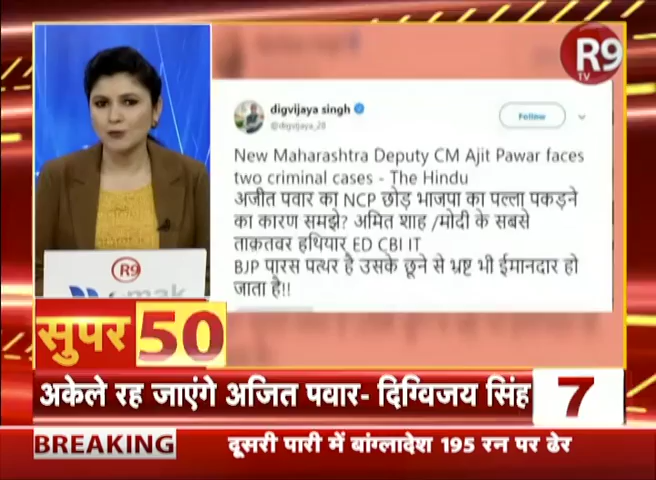 R9
TV
digvijaya singh
@digvijaya_28
Follow
New Maharashtra Deputy CM Ajit Pawar faces
two criminal cases - The Hindu
अजीत पवार का NCP छोड़ भाजपा का पल्ला पकड़ने
का कारण समझे? अमित शाह /मोदी के सबसे
ताकतवर हथियार ED CBI IT
BJP पारस पत्थर है उसके छूने से भ्रष्ट भी ईमानदार हो
जाता है!!
R9
सुपर 50
अकेले रह जाएंगे अजित पवार- दिग्विजय सिंह 7
BREAKING दूसरी पारी में बांग्लादेश 195 रन पर ढेर